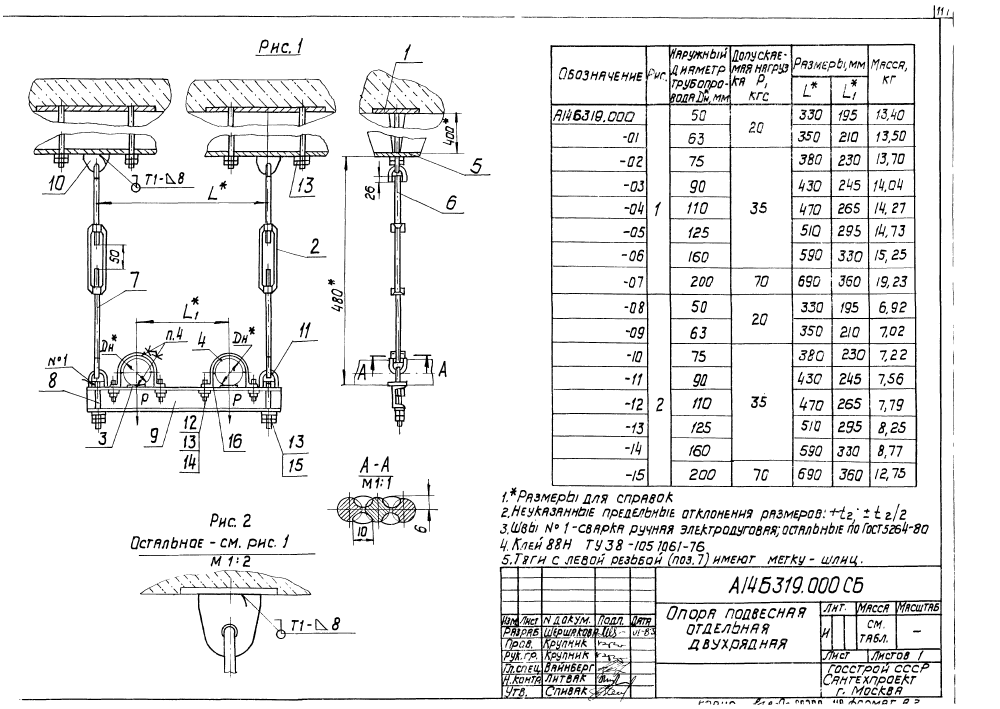 Рис.1
1
400*
5
10
Т1-⊿8
L*
13
26
6
2
50
480*
7
L₁*
п.4
Dн*
4
Dн*
11
№1
8
А
А
Р
Р
3
9
12
13
14
16
13
15
А-А
М1:1
10
6
Рис. 2
Остальное - см. рис. 1
М 1:2
Т1-⊿8
Обозначение Рис. Наружный диаметр трубопровода Dн, мм Допускаемая нагрузка Р, кгс Размеры, мм Масса, кг
L* L₁*
А14Б319.000 50 20 330 195 13,40
-01 63 350 210 13,50
-02 75 380 230 13,70
-03 90 430 245 14,04
-04 1 110 35 470 265 14,27
-05 125 510 295 14,73
-06 160 590 330 15,25
-07 200 70 690 360 19,23
-08 50 20 330 195 6,92
-09 63 350 210 7,02
-10 75 380 230 7,22
-11 90 430 245 7,56
-12 2 110 35 470 265 7,79
-13 125 510 295 8,25
-14 160 590 330 8,77
-15 200 70 690 360 12,75
1.*Размеры для справок
2. Неуказанные предельные отклонения размеров: +t₂; ±t₂/2
3. Швы №1 - сварка ручная электродуговая; остальные по Гост 5264-80
4. Клей 88Н ТУ 38-105 1061-76
5. Тяги с левой резьбой (поз.7) имеют метку - шлиц.
А14Б319.000 СБ
Опора подвесная отдельная двухрядная
Лит. Масса Масштаб
И см. табл. –
Лист Листов 1
Госстрой СССР
Сантехпроект
г. Москва
Изм Лист N докум. Подп. Дата
Разраб. Шершакова
Пров. Крупник
Рук.гр. Крупник
Гл.спец. Вайнберг
Н.контр Литвак
Утв. Спивак